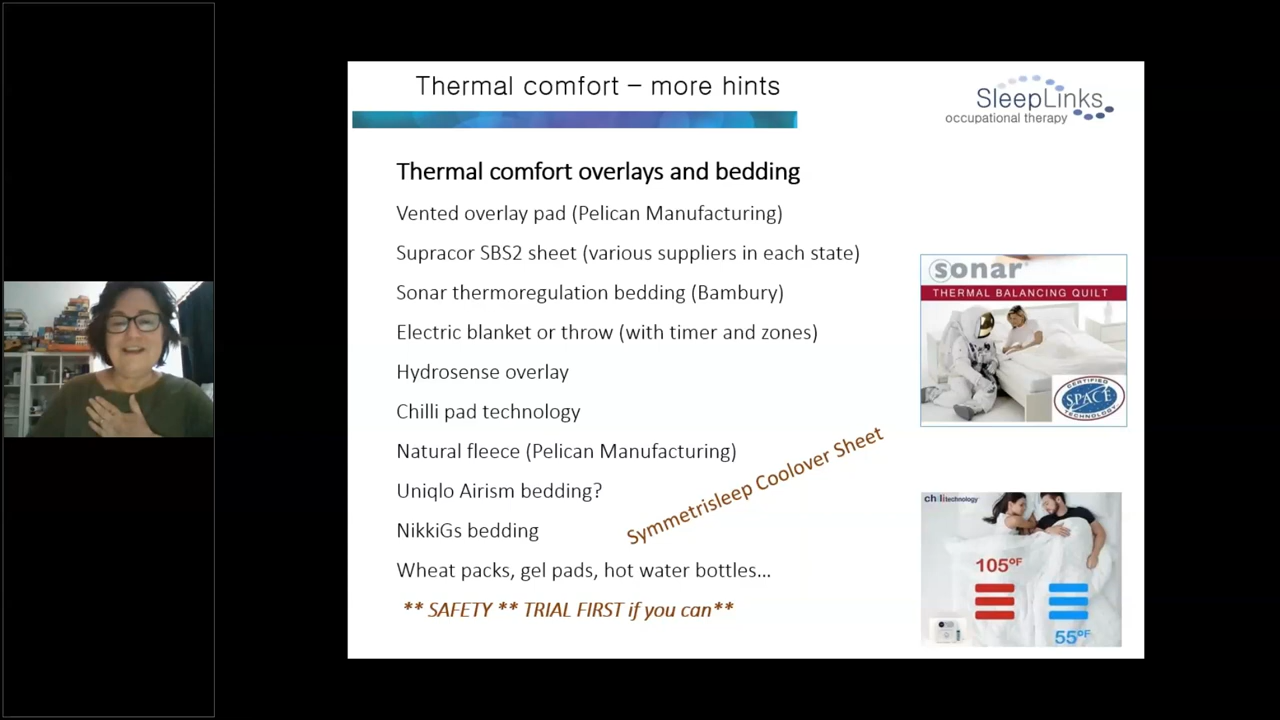 Thermal comfort – more hints
SleepLinks
occupational therapy
Thermal comfort overlays and bedding
Vented overlay pad (Pelican Manufacturing)
Supracor SBS2 sheet (various suppliers in each state)
Sonar thermoregulation bedding (Bambury)
Electric blanket or throw (with timer and zones)
Hydrosense overlay
Chilli pad technology
Natural fleece (Pelican Manufacturing)
Uniqlo Airism bedding?
NikkiGs bedding
Wheat packs, gel pads, hot water bottles...
** SAFETY ** TRIAL FIRST if you can**
Symmetrisleep Coolover Sheet
sonar
THERMAL BALANCING QUILT
CERTIFIED
SPACE
TECHNOLOGY
chilitechnology
105°F
55°F